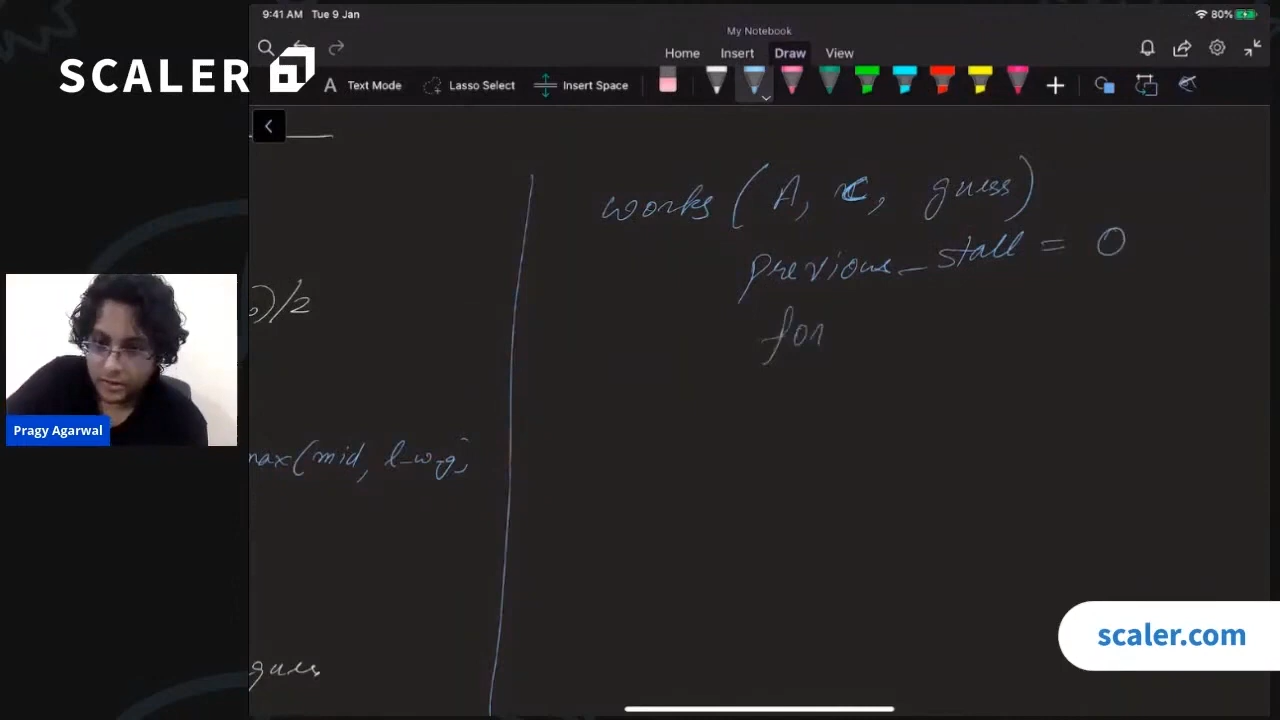 9:41 AM Tue 9 Jan
80%
My Notebook
SCALER
Home Insert Draw View
Text Mode Lasso Select Insert Space
works (A, c, guess)
previous_stall = 0
for
)/2
max(mid, l-w-g)
guess
Pragy Agarwal
scaler.com